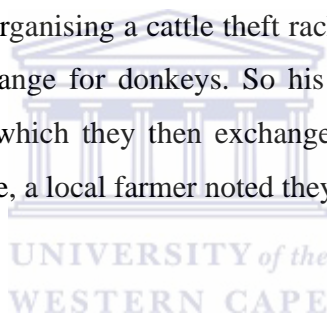 organising a cattle theft rac
ange for donkeys. So his
which they then exchange
e, a local farmer noted they
UNIVERSITY of the
WESTERN CAPE